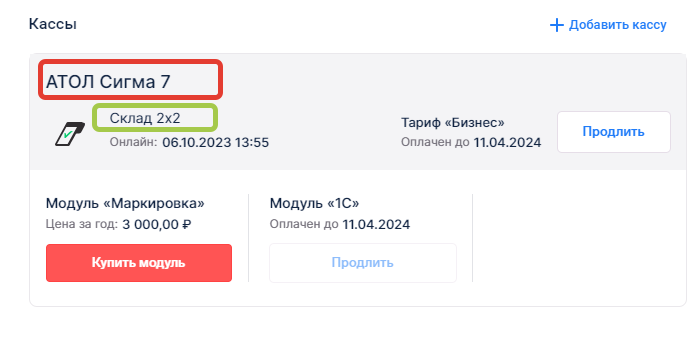 Кассы
Добавить кассу
АТОЛ Сигма 7
Склад 2x2
Онлайн: 06.10.2023 13:55
Тариф «Бизнес»
Оплачен до 11.04.2024
Продлить
Модуль «Маркировка»
Цена за год: 3 000,00 ₽
Купить модуль
Модуль «1С»
Оплачен до 11.04.2024
Продлить